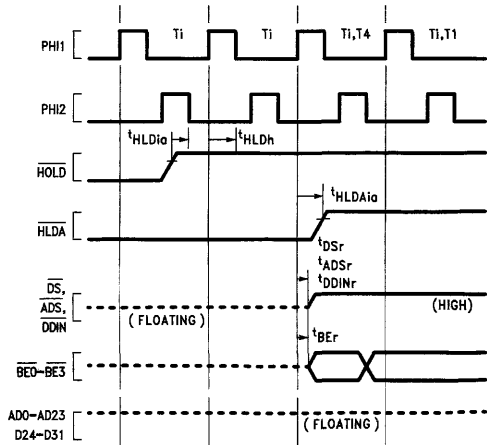 PHI1 Ti Ti Ti,T4 Ti,T1
PHI2
tHLDia tHLDh
HOLD
tHLDAia
HLDA
tDSr
tADSr
tDDINr
DS,
ADS,
DDIN
(FLOATING) (HIGH)
tBEr
BE0-BE3
AD0-AD23
D24-D31
(FLOATING)